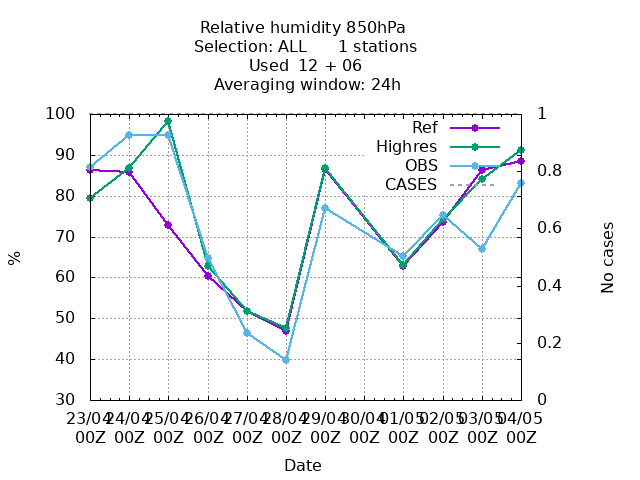 Relative humidity 850hPa
Selection: ALL 1 stations
Used 12 + 06
Averaging window: 24h
100 1
Ref
90
Highres
OBS
0.8
80
CASES
70
0.6
%
No cases
60
0.4
50
0.2
40
30 0
23/04 24/04 25/04 26/04 27/04 28/04 29/04 30/04 01/05 02/05 03/05 04/05
00Z 00Z 00Z 00Z 00Z 00Z 00Z 00Z 00Z 00Z 00Z 00Z
Date